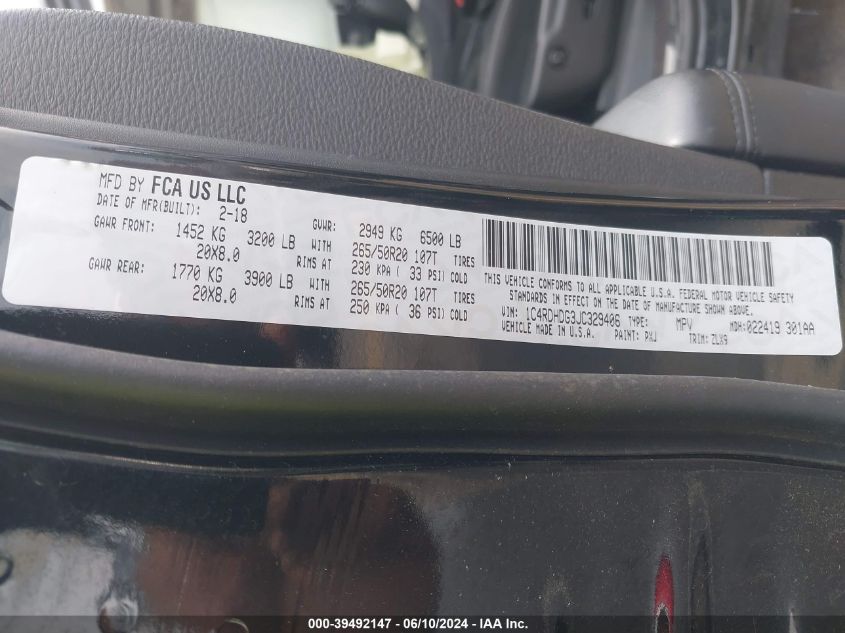 MFD BY FCA US LLC
DATE OF MFR(BUILT): 2-18 GVWR: 2949 KG 6500 LB
GAWR FRONT: 1452 KG 3200 LB WITH 265/50R20 107T TIRES
20X8.0 RIMS AT 230 KPA ( 33 PSI) COLD
GAWR REAR: 1770 KG 3900 LB WITH 265/50R20 107T TIRES
20X8.0 RIMS AT 250 KPA ( 36 PSI) COLD
THIS VEHICLE CONFORMS TO ALL APPLICABLE U.S.A. FEDERAL MOTOR VEHICLE SAFETY
STANDARDS IN EFFECT ON THE DATE OF MANUFACTURE SHOWN ABOVE.
VIN: 1C4RDHDG3JC329406 TYPE: MPV MDH:022419 301AA
VEHICLE MADE IN U.S.A. PAINT: PXJ TRIM: ZLX9
000-39492147 - 06/10/2024 - IAA Inc.